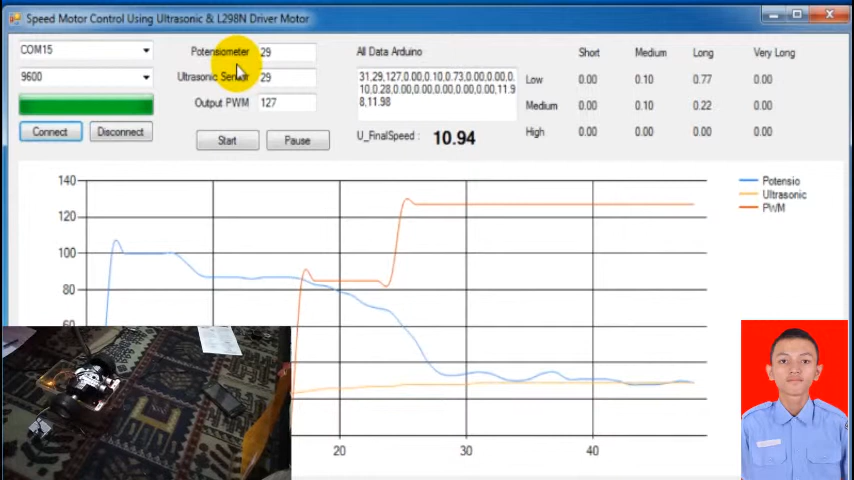 Speed Motor Control Using Ultrasonic & L298N Driver Motor
COM15
9600
Connect
Disconnect
Potensiometer 29
Ultrasonic Sensor 29
Output PWM 127
Start
Pause
All Data Arduino
31,29,127,0.00,0.10,0.73,0.00,0.00,0.
10,0.28,0.00,0.00,0.00,0.00,0.00,11.9
8,11.98
U_FinalSpeed : 10.94
Short Medium Long Very Long
Low 0.00 0.10 0.77 0.00
Medium 0.00 0.10 0.22 0.00
High 0.00 0.00 0.00 0.00
140
120
100
80
20
30
40
Potensio
Ultrasonic
PWM